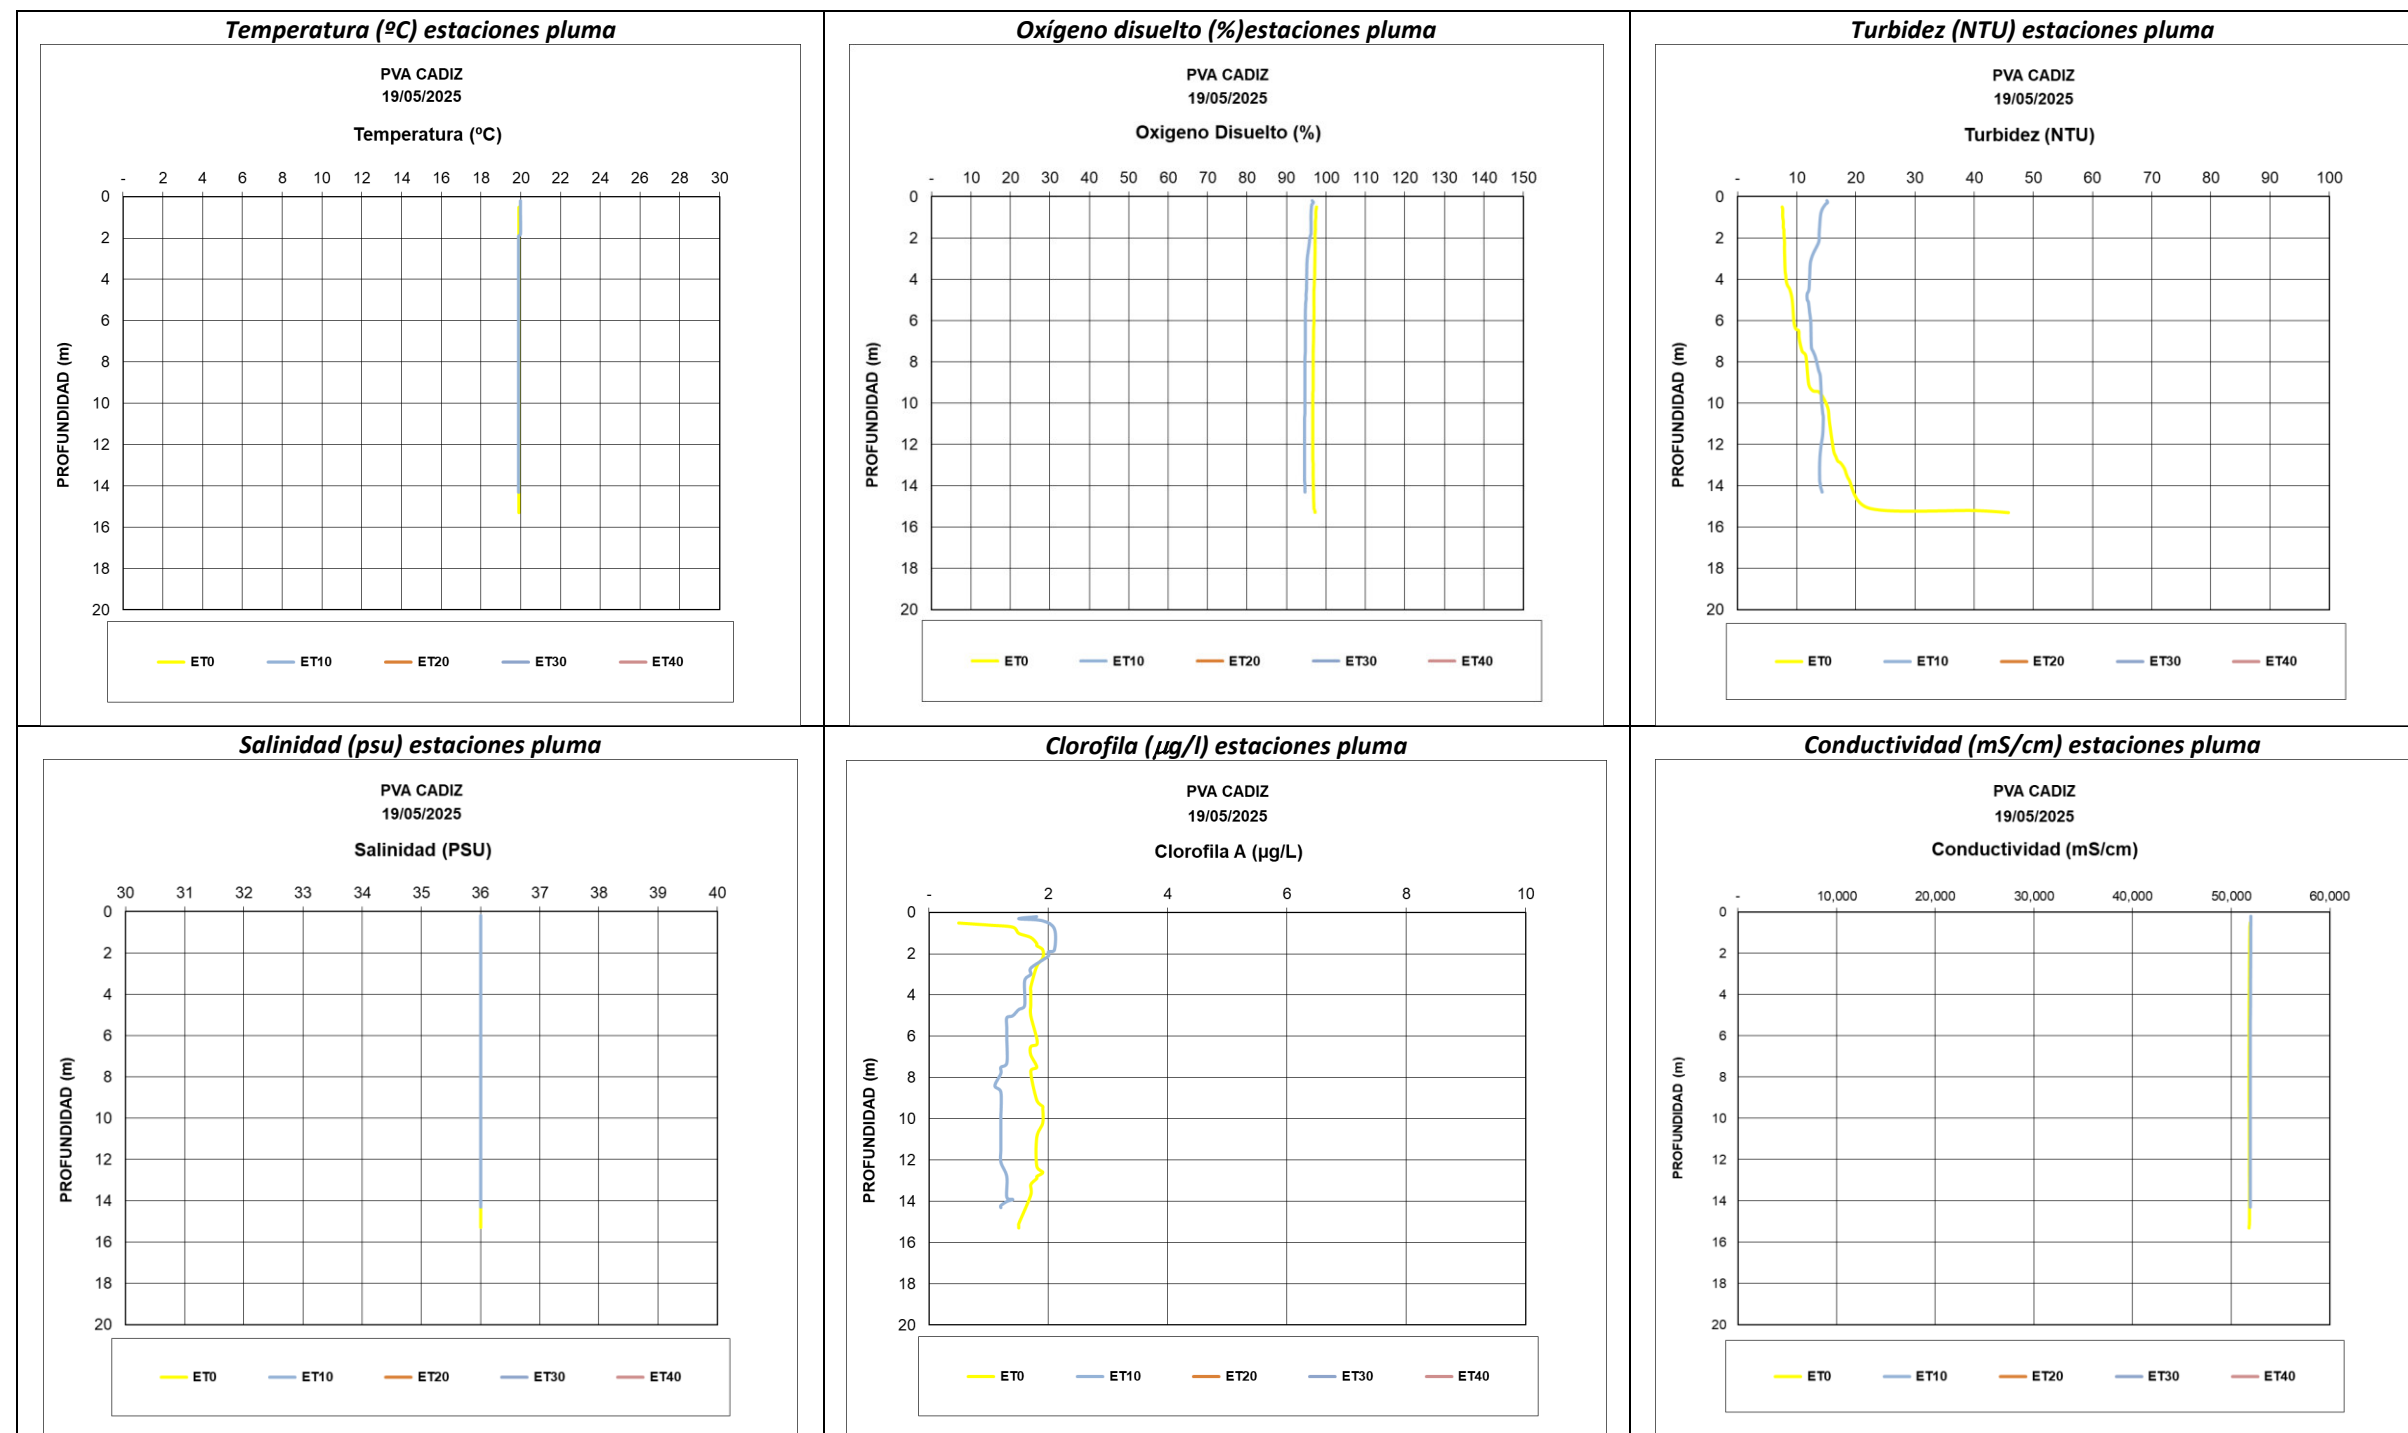 Temperatura (ºC) estaciones pluma
PVA CADIZ
19/05/2025
Temperatura (ºC)
- 2 4 6 8 10 12 14 16 18 20 22 24 26 28 30
0
2
4
6
8
10
12
14
16
18
20
PROFUNDIDAD (m)
ET0 ET10 ET20 ET30 ET40
Oxígeno disuelto (%)estaciones pluma
PVA CADIZ
19/05/2025
Oxigeno Disuelto (%)
- 10 20 30 40 50 60 70 80 90 100 110 120 130 140 150
0
2
4
6
8
10
12
14
16
18
20
PROFUNDIDAD (m)
ET0 ET10 ET20 ET30 ET40
Turbidez (NTU) estaciones pluma
PVA CADIZ
19/05/2025
Turbidez (NTU)
- 10 20 30 40 50 60 70 80 90 100
0
2
4
6
8
10
12
14
16
18
20
PROFUNDIDAD (m)
ET0 ET10 ET20 ET30 ET40
Salinidad (psu) estaciones pluma
PVA CADIZ
19/05/2025
Salinidad (PSU)
30 31 32 33 34 35 36 37 38 39 40
0
2
4
6
8
10
12
14
16
18
20
PROFUNDIDAD (m)
ET0 ET10 ET20 ET30 ET40
Clorofila (µg/l) estaciones pluma
PVA CADIZ
19/05/2025
Clorofila A (µg/L)
- 2 4 6 8 10
0
2
4
6
8
10
12
14
16
18
20
PROFUNDIDAD (m)
ET0 ET10 ET20 ET30 ET40
Conductividad (mS/cm) estaciones pluma
PVA CADIZ
19/05/2025
Conductividad (mS/cm)
- 10,000 20,000 30,000 40,000 50,000 60,000
0
2
4
6
8
10
12
14
16
18
20
PROFUNDIDAD (m)
ET0 ET10 ET20 ET30 ET40